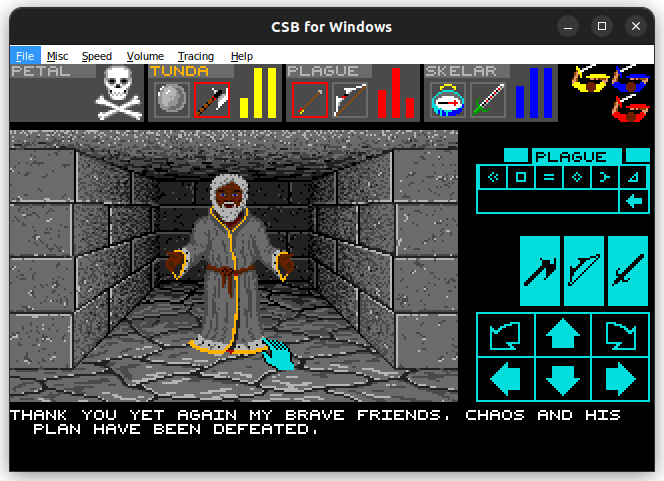 CSB for Windows
File Misc Speed Volume Tracing Help
PETAL TUNDA PLAGUE SKELAR
PLAGUE
THANK YOU YET AGAIN MY BRAVE FRIENDS. CHAOS AND HIS
PLAN HAVE BEEN DEFEATED.